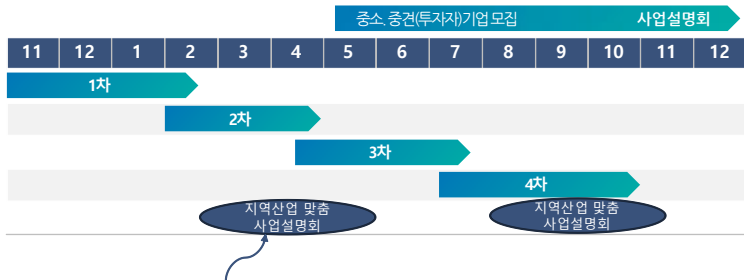 중소․중견(투자자)기업 모집 사업설명회
11 12 1 2 3 4 5 6 7 8 9 10 11 12
1차
2차
3차
4차
지역산업 맞춤
사업설명회
지역산업 맞춤
사업설명회